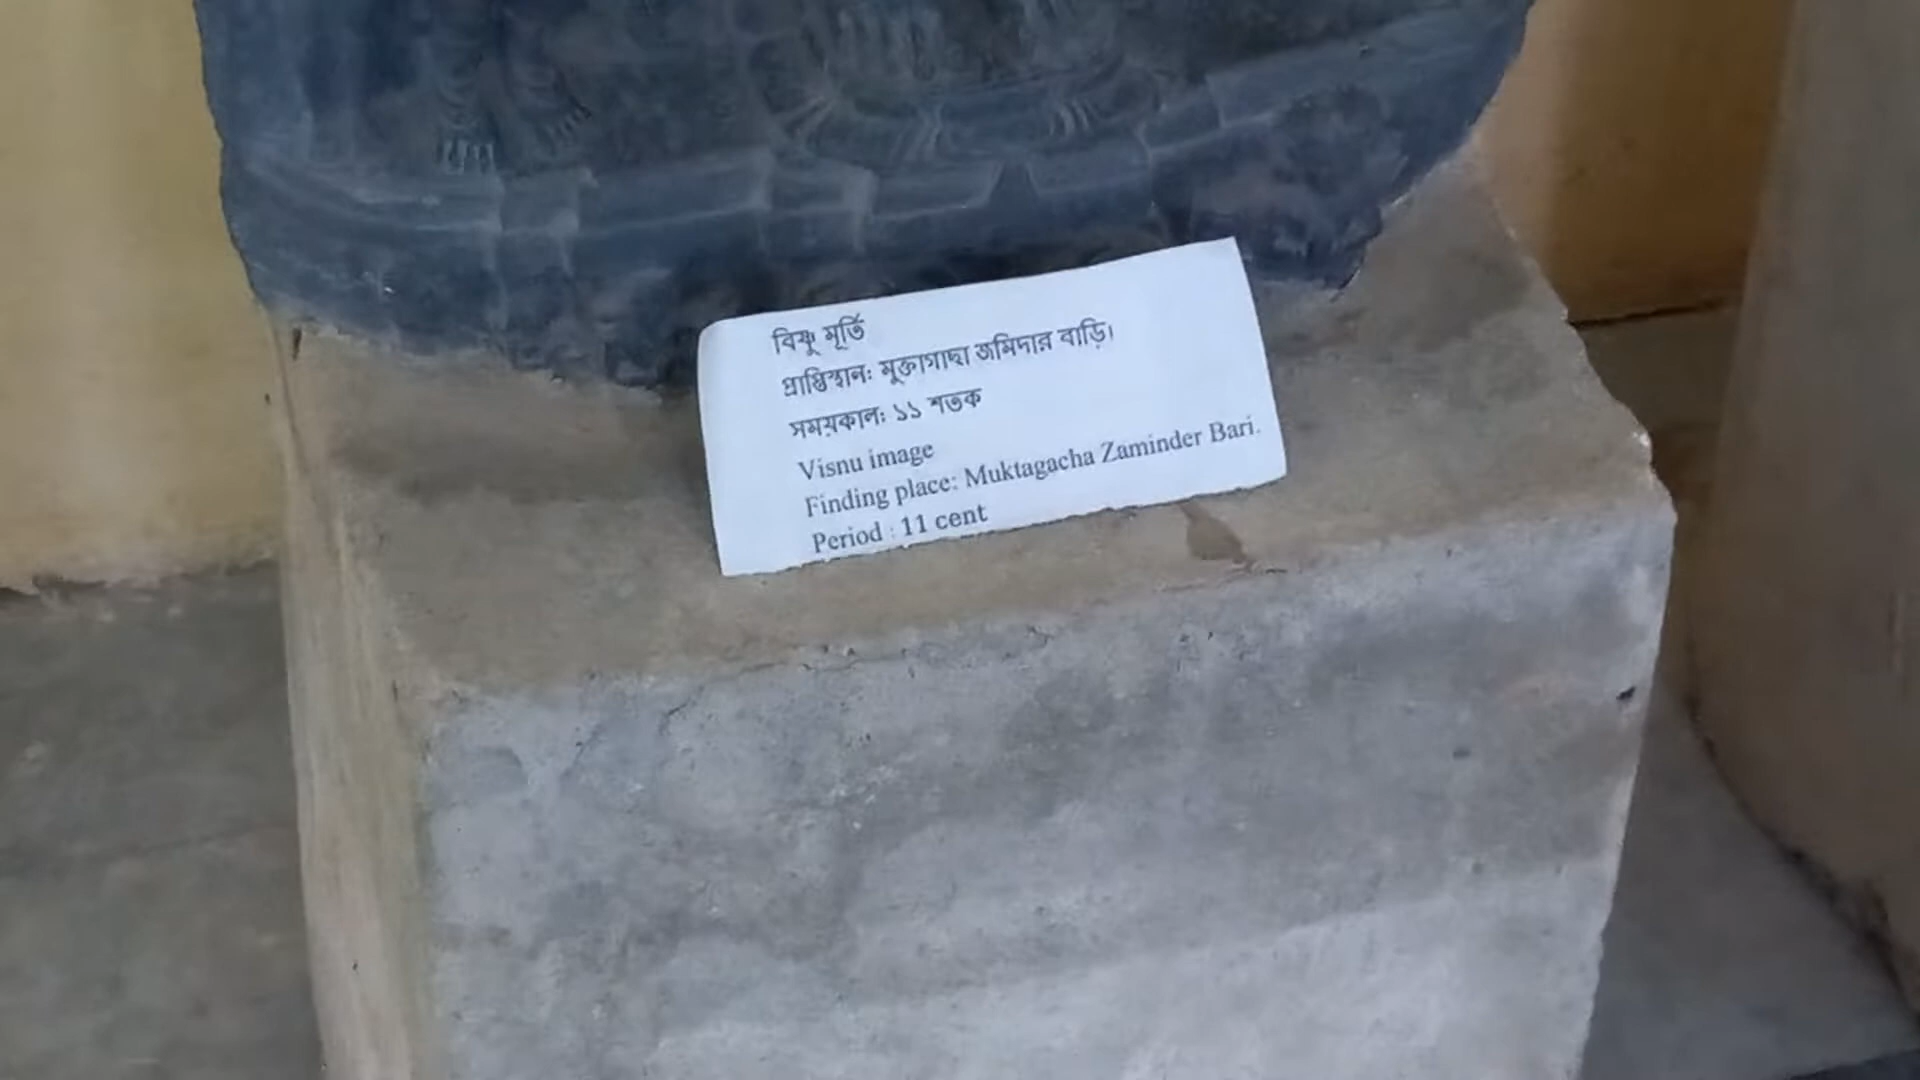 বিষ্ণু মূর্তি
প্রাপ্তিস্থান: মুক্তাগাছা জমিদার বাড়ি।
সময়কাল: ১১ শতক
Visnu image
Finding place: Muktagacha Zaminder Bari.
Period : 11 cent